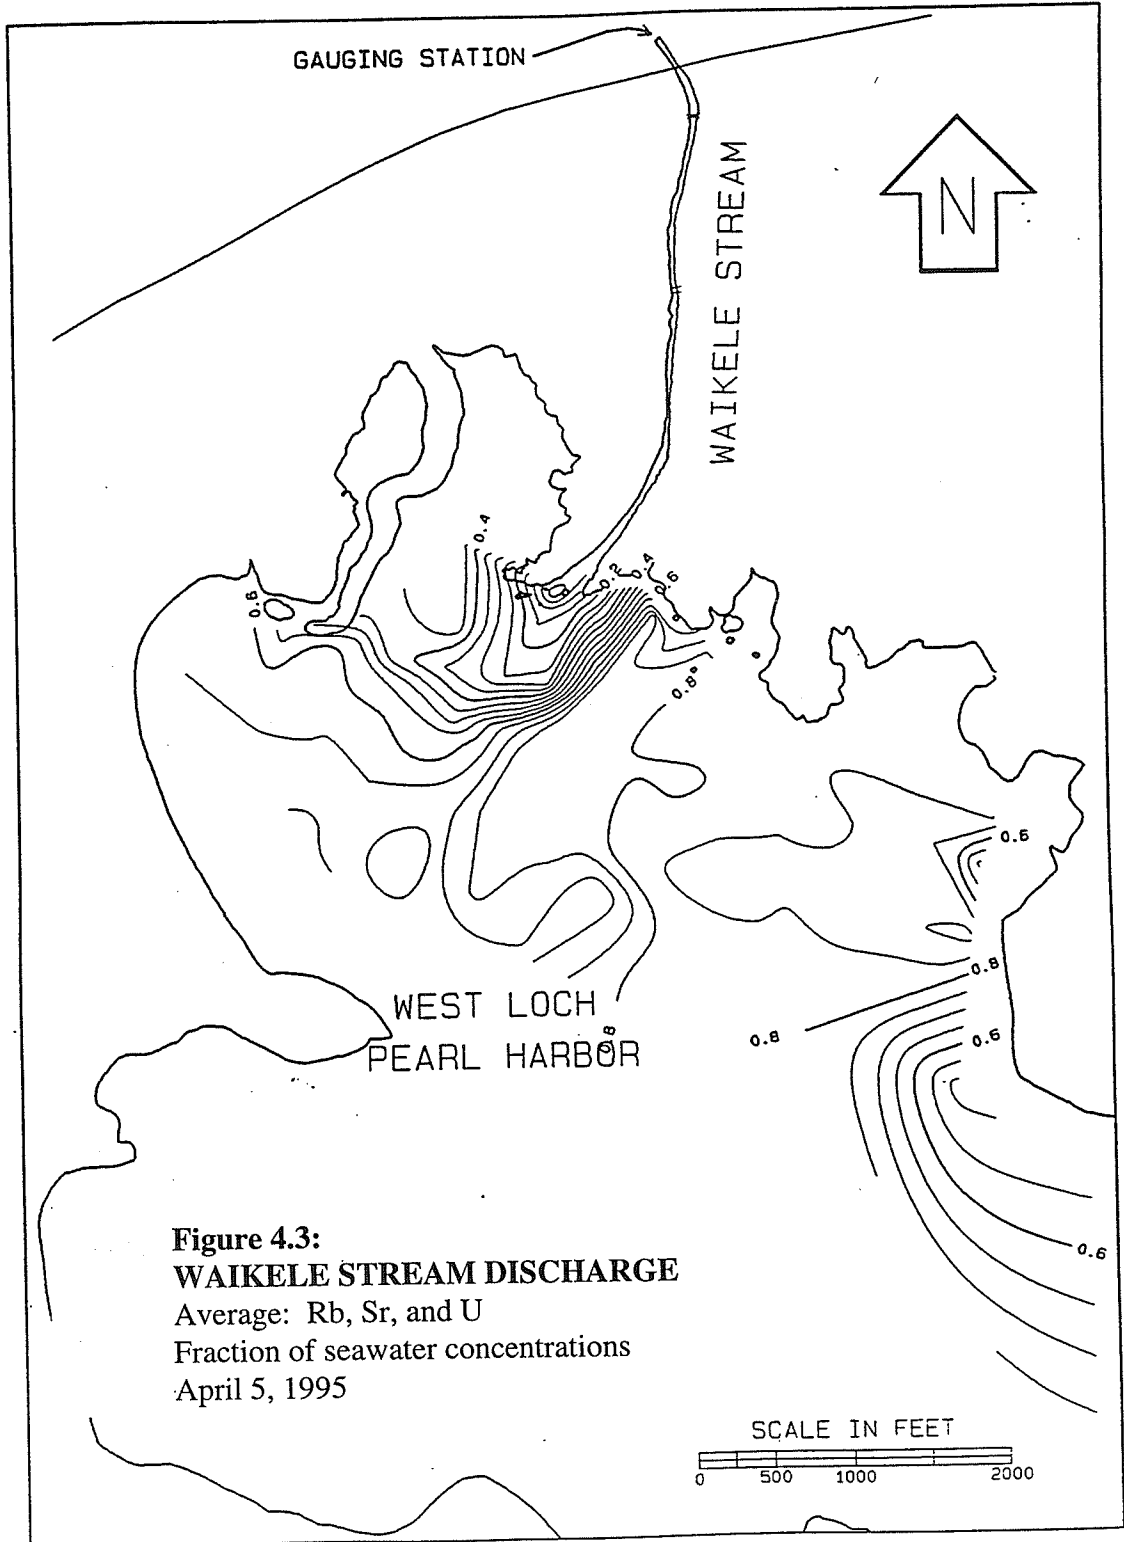 GAUGING STATION
N
WAIKELE STREAM
0.4
0.2
0.4
0.6
0.6
0.8
0.6
0.8
0.8
0.6
WEST LOCH
PEARL HARBOR
8
0.6
Figure 4.3:
WAIKELE STREAM DISCHARGE
Average: Rb, Sr, and U
Fraction of seawater concentrations
April 5, 1995
SCALE IN FEET
0 500 1000 2000